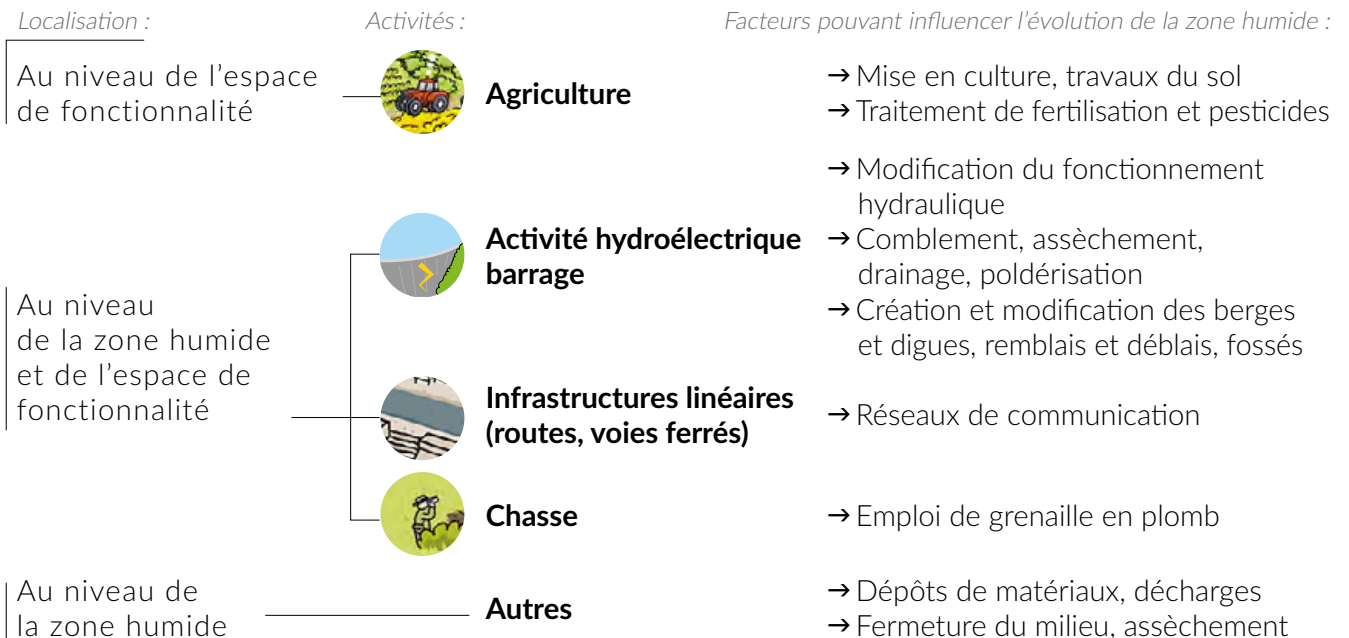 Localisation :
Activités :
Facteurs pouvant influencer l’évolution de la zone humide :
Au niveau de l’espace
de fonctionnalité
Agriculture
→ Mise en culture, travaux du sol
→ Traitement de fertilisation et pesticides
Au niveau
de la zone humide
et de l’espace de
fonctionnalité
Activité hydroélectrique
barrage
→ Modification du fonctionnement
hydraulique
→ Comblement, assèchement,
drainage, poldérisation
→ Création et modification des berges
et digues, remblais et déblais, fossés
Infrastructures linéaires
(routes, voies ferrés)
→ Réseaux de communication
Chasse
→ Emploi de grenaille en plomb
Au niveau de
la zone humide
Autres
→ Dépôts de matériaux, décharges
→ Fermeture du milieu, assèchement